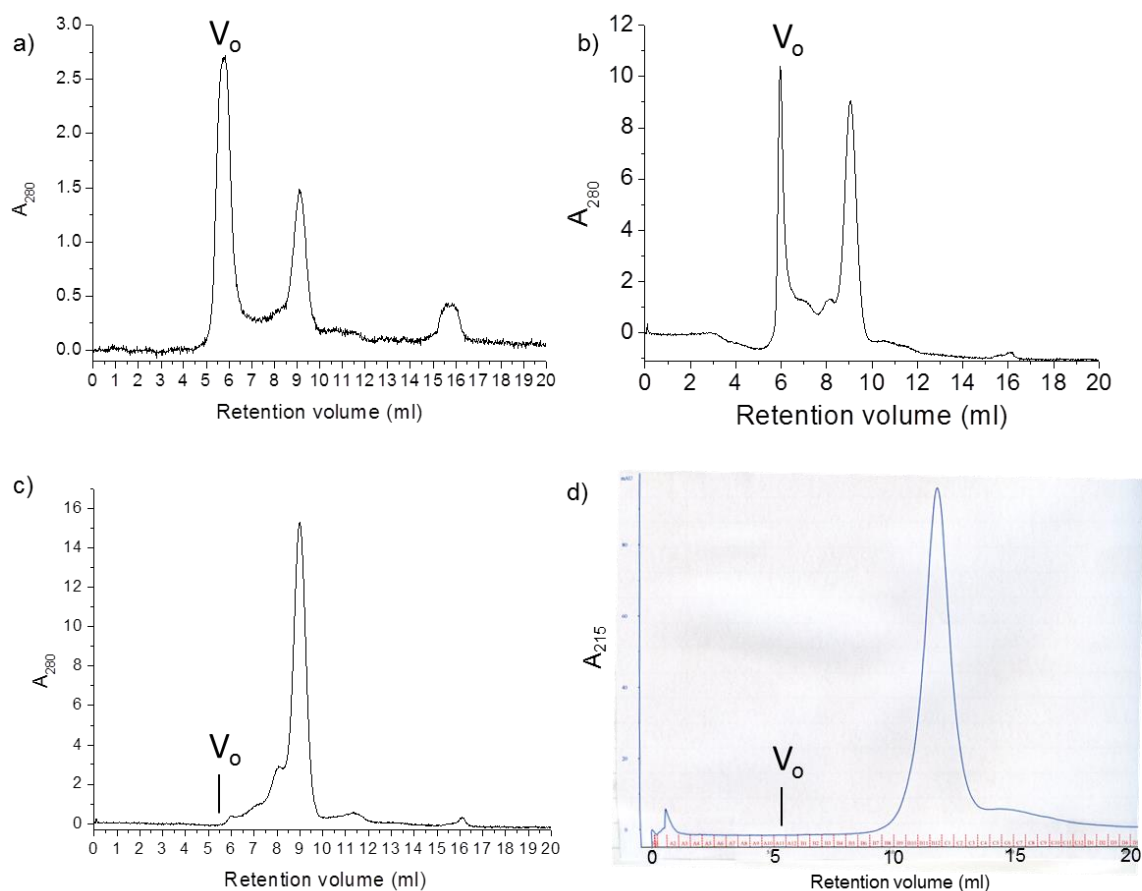 a)
Vo
3.0
2.5
2.0
1.5
1.0
0.5
0.0
A280
0 1 2 3 4 5 6 7 8 9 10 11 12 13 14 15 16 17 18 19 20
Retention volume (ml)
b)
Vo
12
10
8
6
4
2
0
A280
0 2 4 6 8 10 12 14 16 18 20
Retention volume (ml)
c)
16
14
12
10
8
6
4
2
0
A280
Vo
0 1 2 3 4 5 6 7 8 9 10 11 12 13 14 15 16 17 18 19 20
Retention volume (ml)
d)
A215
Vo
0 5 10 15 20
Retention volume (ml)